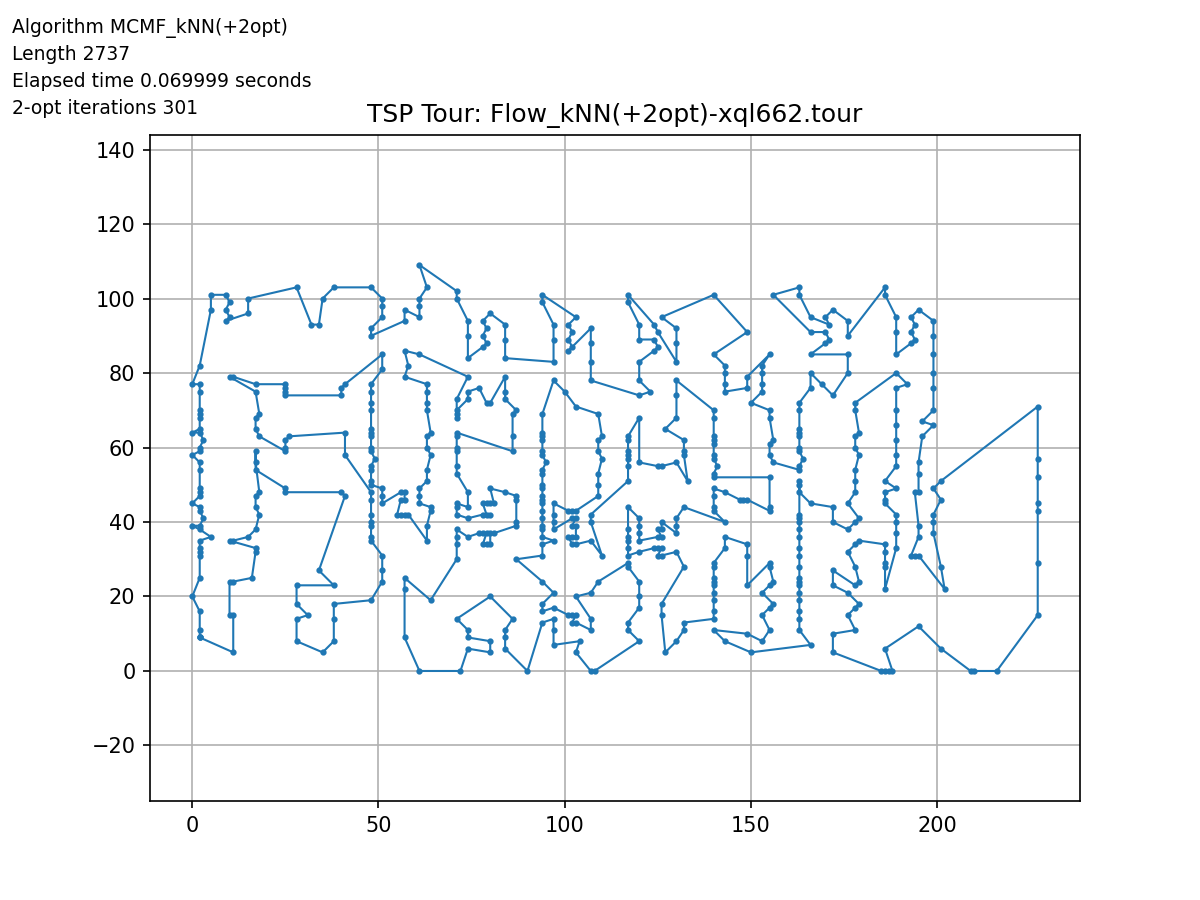 Algorithm MCMF_kNN(+2opt)
Length 2737
Elapsed time 0.069999 seconds
2-opt iterations 301
TSP Tour: Flow_kNN(+2opt)-xql662.tour
140
120
100
80
60
40
20
0
−20
0 50 100 150 200